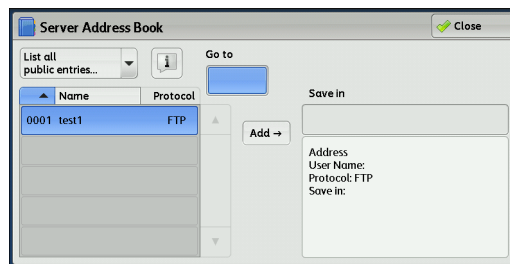 Server Address Book
Close
List all
public entries...
Go to
Name Protocol
0001 test1 FTP
Add →
Save in
Address
User Name:
Protocol: FTP
Save in: